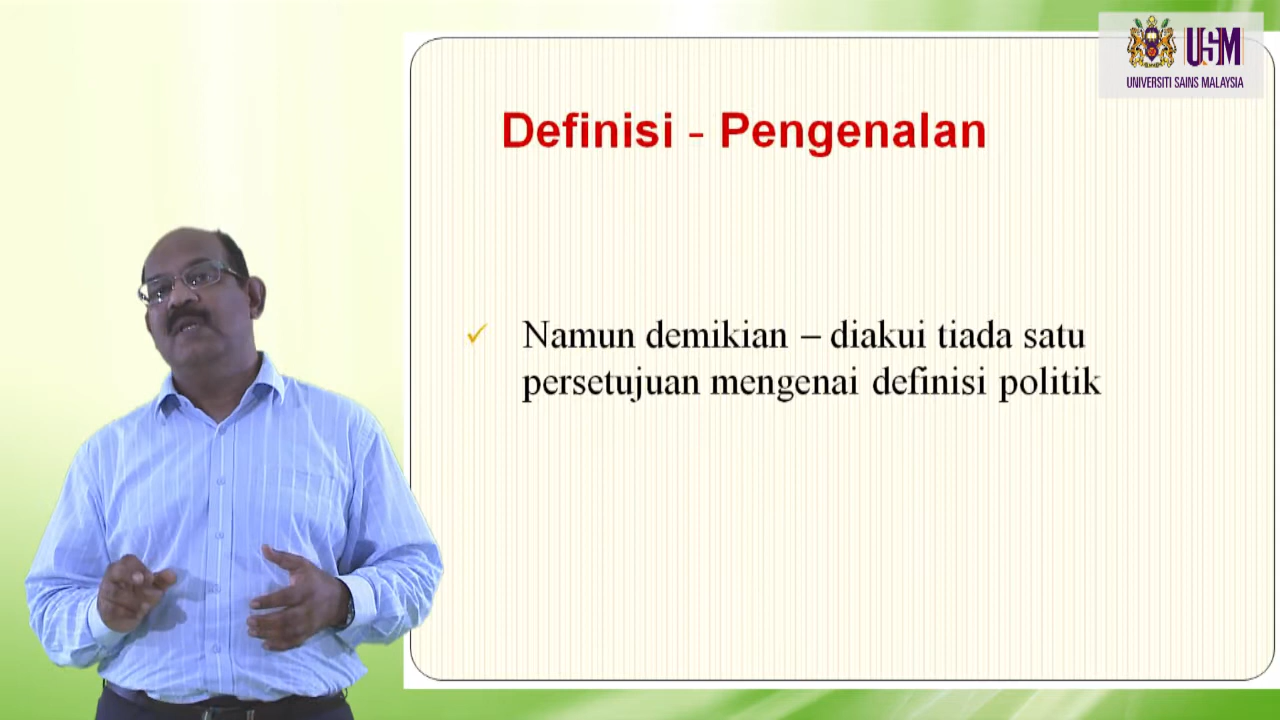 USM
UNIVERSITI SAINS MALAYSIA
Definisi - Pengenalan
Namun demikian – diakui tiada satu
persetujuan mengenai definisi politik